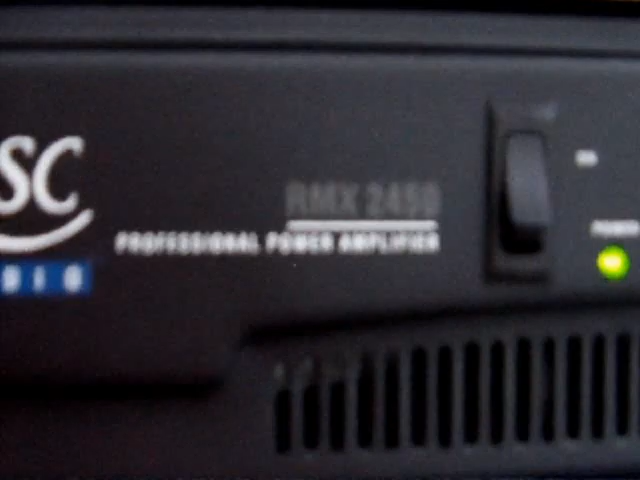 SC
DIO
RMX 2450
PROFESSIONAL POWER AMPLIFIER
POWER